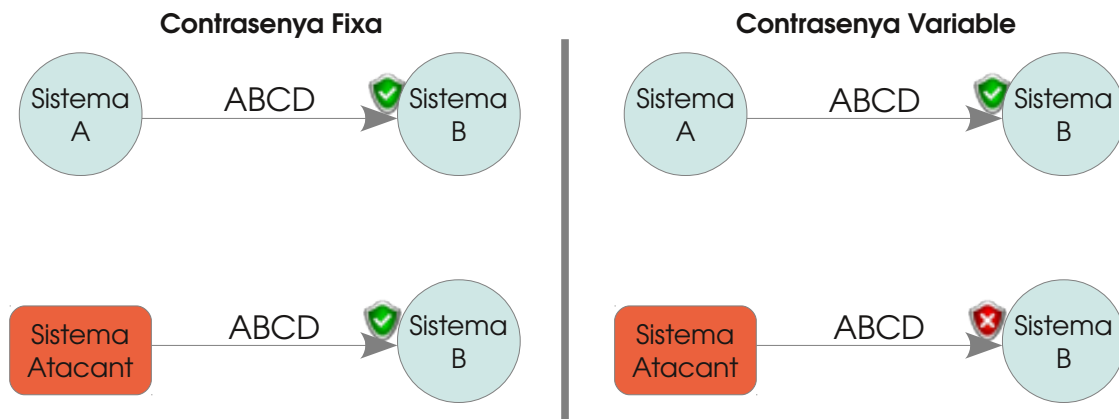 Contrasenya Fixa
Sistema
A
ABCD
Sistema
B
Sistema
Atacant
ABCD
Sistema
B
Contrasenya Variable
Sistema
A
ABCD
Sistema
B
Sistema
Atacant
ABCD
Sistema
B